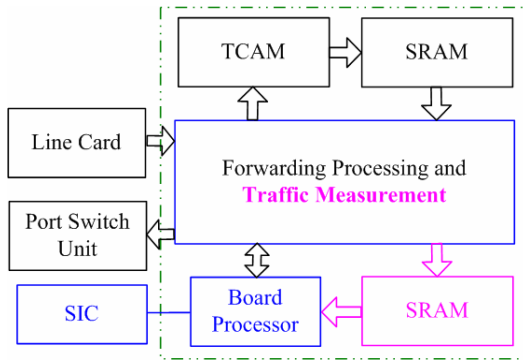 TCAM
SRAM
Line Card
Forwarding Processing and
Traffic Measurement
Port Switch
Unit
SIC
Board
Processor
SRAM